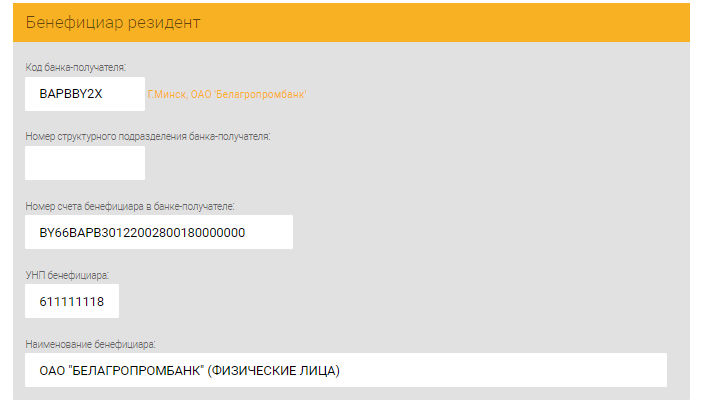 Бенефициар резидент
Код банка-получателя:
BAPBBY2X Г.Минск, ОАО 'Белагропромбанк'
Номер структурного подразделения банка-получателя:
Номер счета бенефициара в банке-получателе:
BY66BAPB30122002800180000000
УНП бенефициара:
611111118
Наименование бенефициара:
ОАО "БЕЛАГРОПРОМБАНК" (ФИЗИЧЕСКИЕ ЛИЦА)